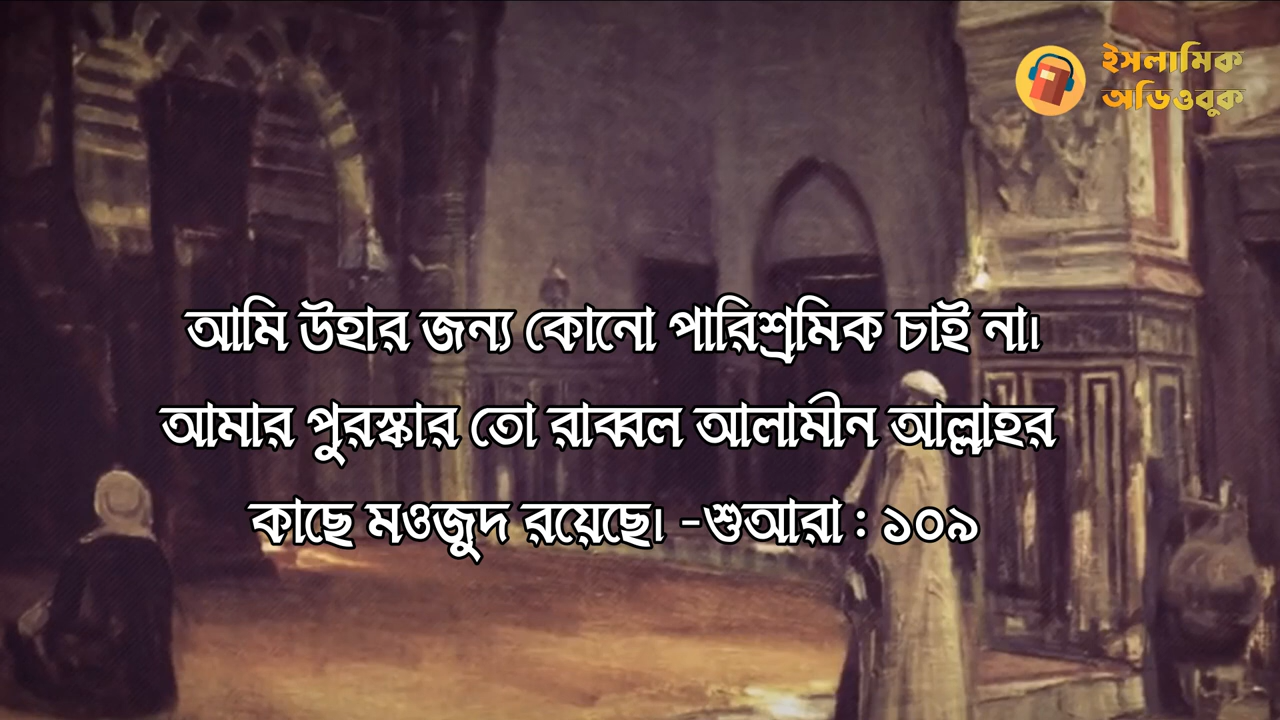 ইসলামিক
অডিওবুক
আমি উহার জন্য কোনো পারিশ্রমিক চাই না।
আমার পুরস্কার তো রাব্বল আলামীন আল্লাহর
কাছে মওজুদ রয়েছে। -শুআরা : ১০৯